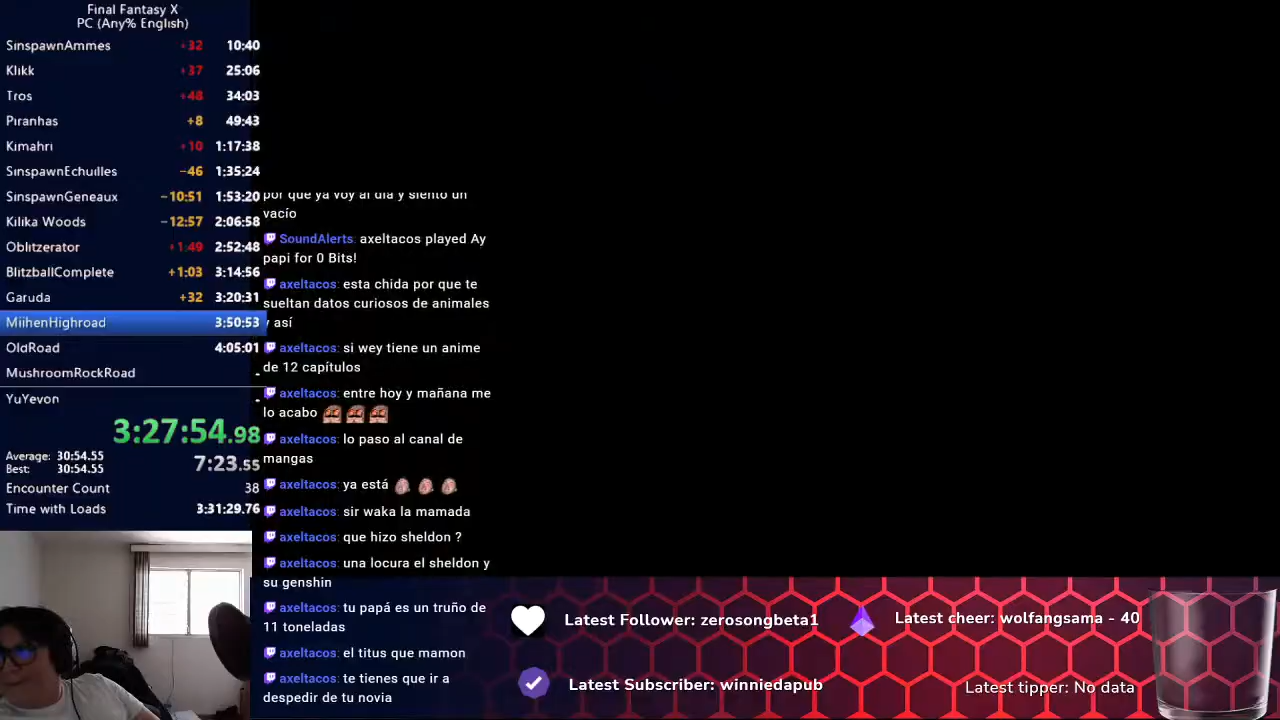 Final Fantasy X
PC (Any% English)
SinspawnAmmes +32 10:40
Klikk +37 25:06
Tros +48 34:03
Piranhas +8 49:43
Kimahri +10 1:17:38
SinspawnEchuilles −46 1:35:24
SinspawnGeneaux −10:51 1:53:20
Kilika Woods −12:57 2:06:58
Oblitzerator +1:49 2:52:48
BlitzballComplete +1:03 3:14:56
Garuda +32 3:20:31
MiihenHighroad 3:50:53
OldRoad 4:05:01
MushroomRockRoad -
YuYevon -
3:27:54.98
Average: 30:54.55
Best: 30:54.55
7:23.55
Encounter Count 38
Time with Loads 3:31:29.76
por que ya voy al día y siento un
vacío
SoundAlerts: axeltacos played Ay
papi for 0 Bits!
axeltacos: esta chida por que te
sueltan datos curiosos de animales
y así
axeltacos: si wey tiene un anime
de 12 capítulos
axeltacos: entre hoy y mañana me
lo acabo
axeltacos: lo paso al canal de
mangas
axeltacos: ya está
axeltacos: sir waka la mamada
axeltacos: que hizo sheldon ?
axeltacos: una locura el sheldon y
su genshin
axeltacos: tu papá es un truño de
11 toneladas
axeltacos: el titus que mamon
axeltacos: te tienes que ir a
despedir de tu novia
Latest Follower: zerosongbeta1
Latest cheer: wolfangsama - 40
Latest Subscriber: winniedapub
Latest tipper: No data